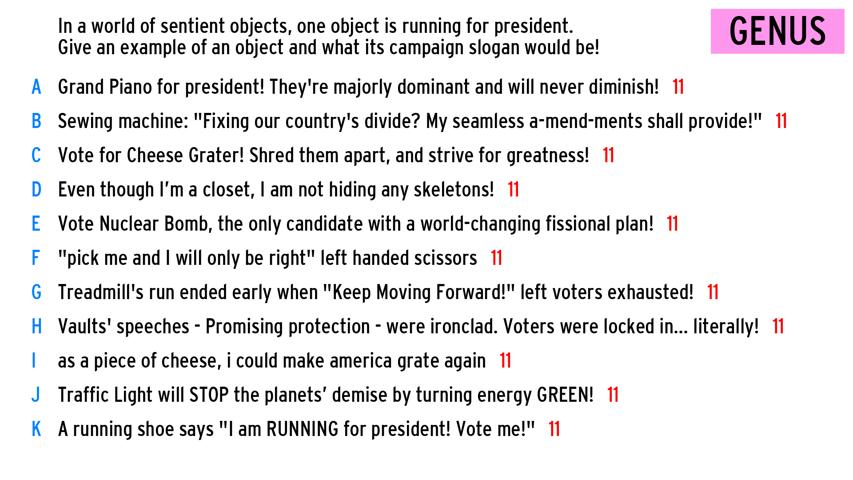 In a world of sentient objects, one object is running for president.
Give an example of an object and what its campaign slogan would be!
GENUS
A Grand Piano for president! They're majorly dominant and will never diminish! 11
B Sewing machine: "Fixing our country's divide? My seamless a-mend-ments shall provide!" 11
C Vote for Cheese Grater! Shred them apart, and strive for greatness! 11
D Even though I'm a closet, I am not hiding any skeletons! 11
E Vote Nuclear Bomb, the only candidate with a world-changing fissional plan! 11
F "pick me and I will only be right" left handed scissors 11
G Treadmill's run ended early when "Keep Moving Forward!" left voters exhausted! 11
H Vaults' speeches - Promising protection - were ironclad. Voters were locked in... literally! 11
I as a piece of cheese, i could make america grate again 11
J Traffic Light will STOP the planets’ demise by turning energy GREEN! 11
K A running shoe says "I am RUNNING for president! Vote me!" 11